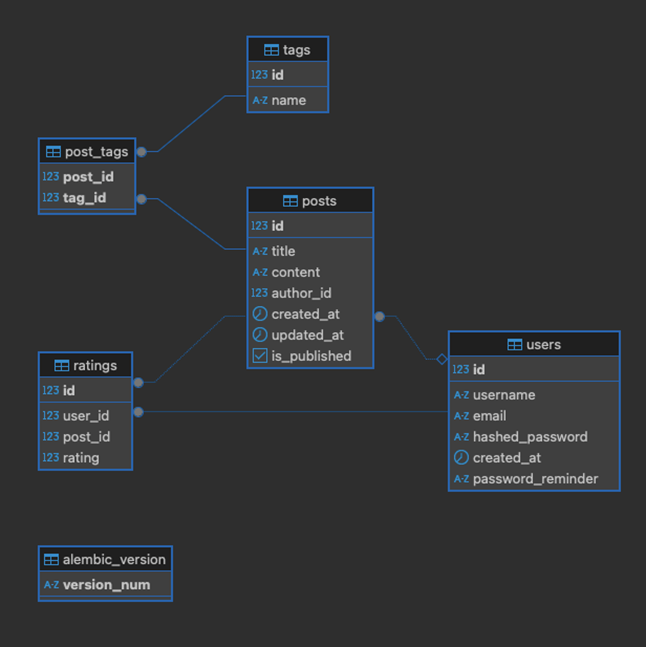 tags
123 id
A-Z name
post_tags
123 post_id
123 tag_id
posts
123 id
A-Z title
A-Z content
123 author_id
created_at
updated_at
is_published
users
123 id
A-Z username
A-Z email
A-Z hashed_password
created_at
A-Z password_reminder
ratings
123 id
123 user_id
123 post_id
123 rating
alembic_version
A-Z version_num